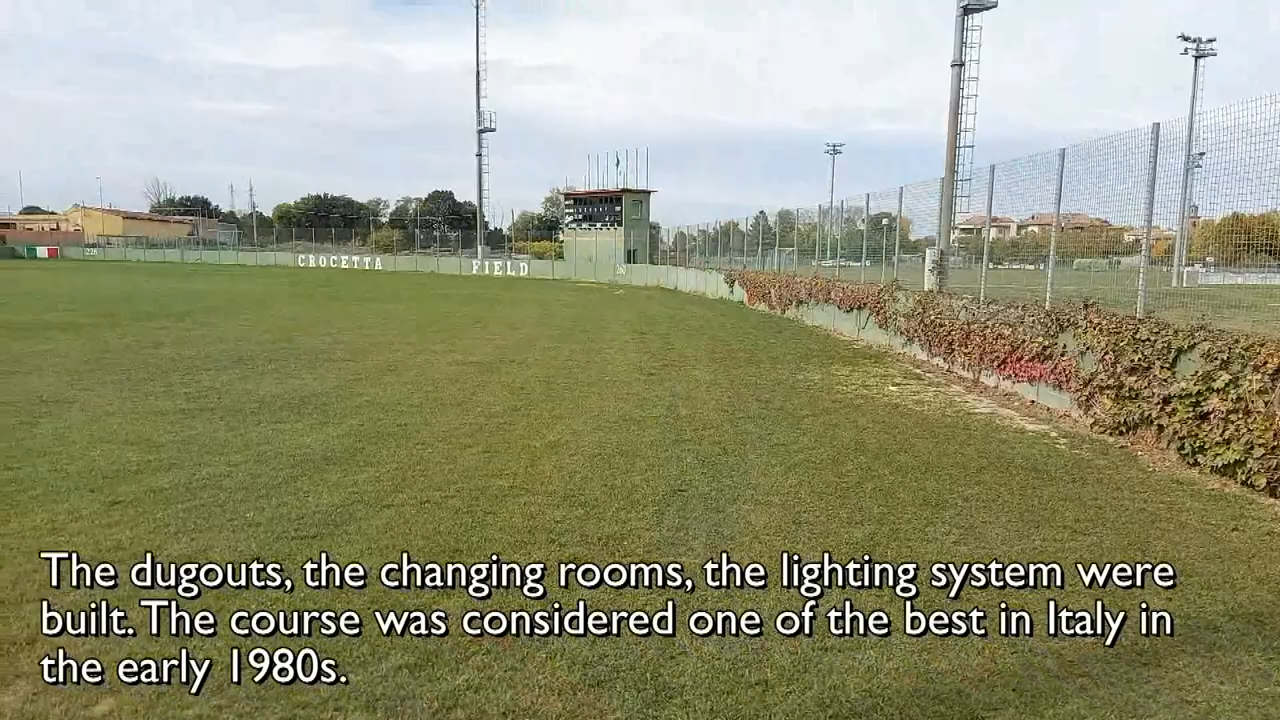 CROCETTA FIELD
The dugouts, the changing rooms, the lighting system were
built. The course was considered one of the best in Italy in
the early 1980s.